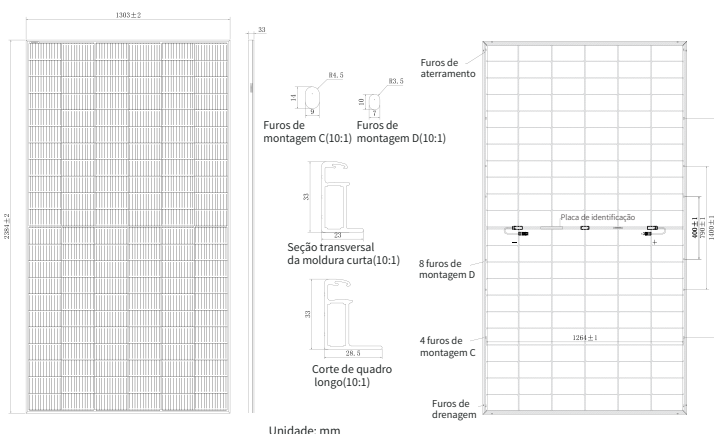 1303±2
33
2384±2
R4.5
14
9
Furos de
montagem C(10:1)
R3.5
10
7
Furos de
montagem D(10:1)
33
23
Seção transversal
da moldura curta(10:1)
33
28.5
Corte de quadro
longo(10:1)
Unidade: mm
Furos de
aterramento
Placa de identificação
−
+
8 furos de
montagem D
4 furos de
montagem C
Furos de
drenagem
1264±1
400±1
790±1
1400±1